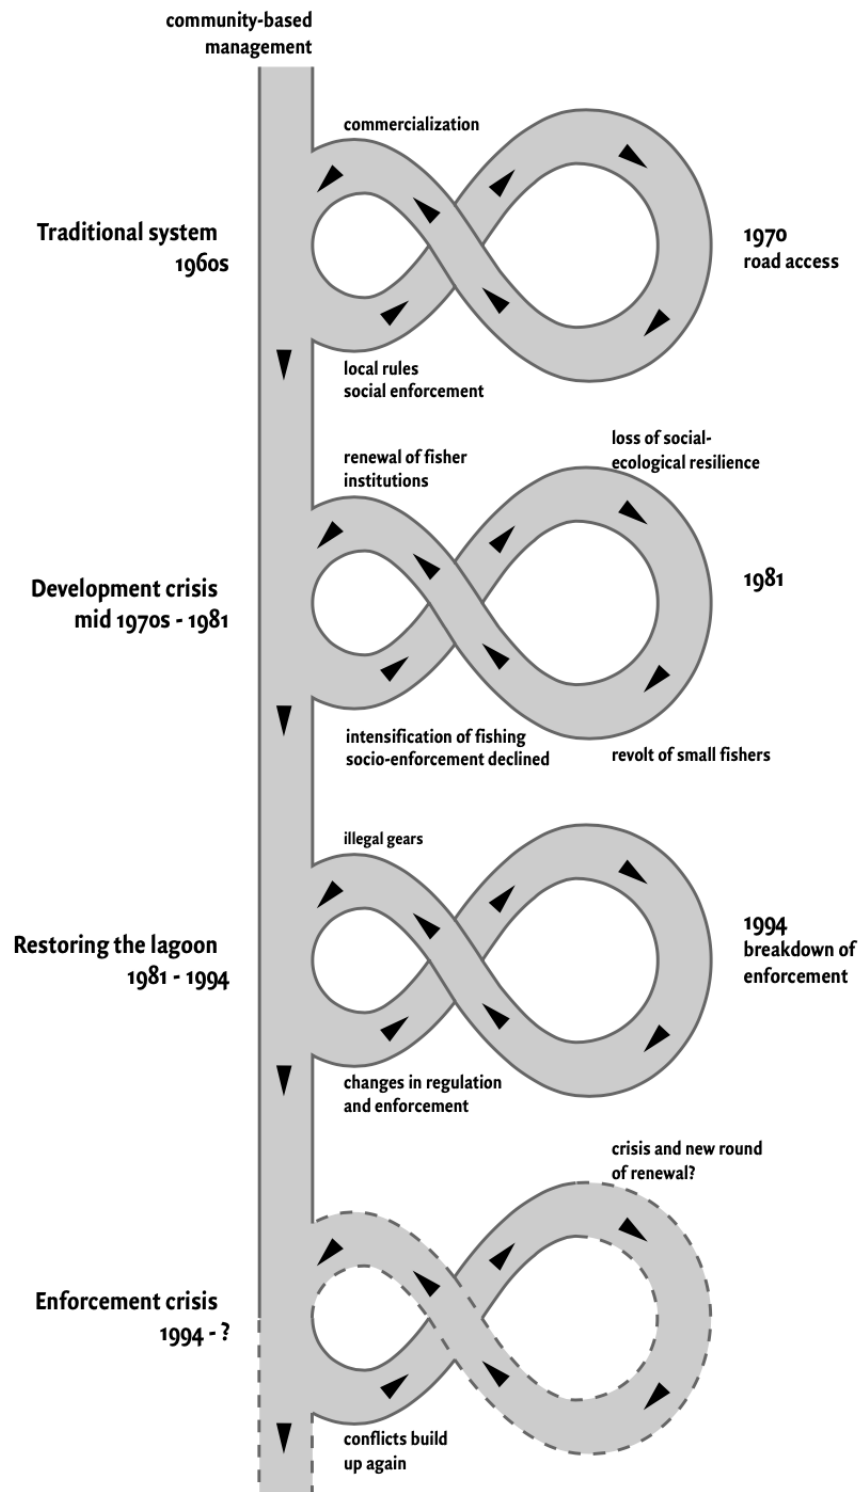 community-based
management
commercialization
Traditional system
1960s
1970
road access
local rules
social enforcement
loss of social-
ecological resilience
renewal of fisher
institutions
Development crisis
mid 1970s - 1981
1981
intensification of fishing
socio-enforcement declined
revolt of small fishers
illegal gears
Restoring the lagoon
1981 - 1994
1994
breakdown of
enforcement
changes in regulation
and enforcement
crisis and new round
of renewal?
Enforcement crisis
1994 - ?
conflicts build
up again